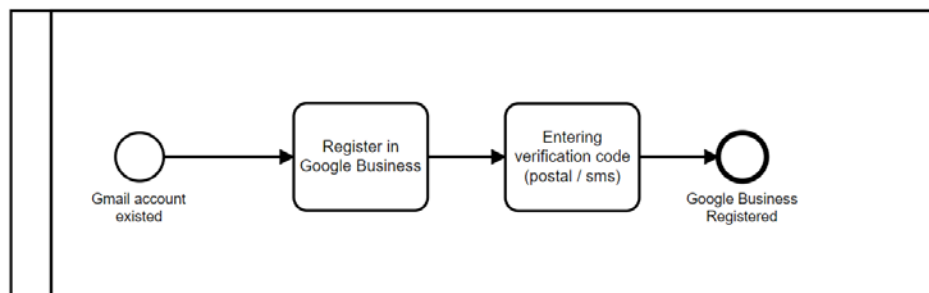 Gmail account
existed
Register in
Google Business
Entering
verification code
(postal / sms)
Google Business
Registered